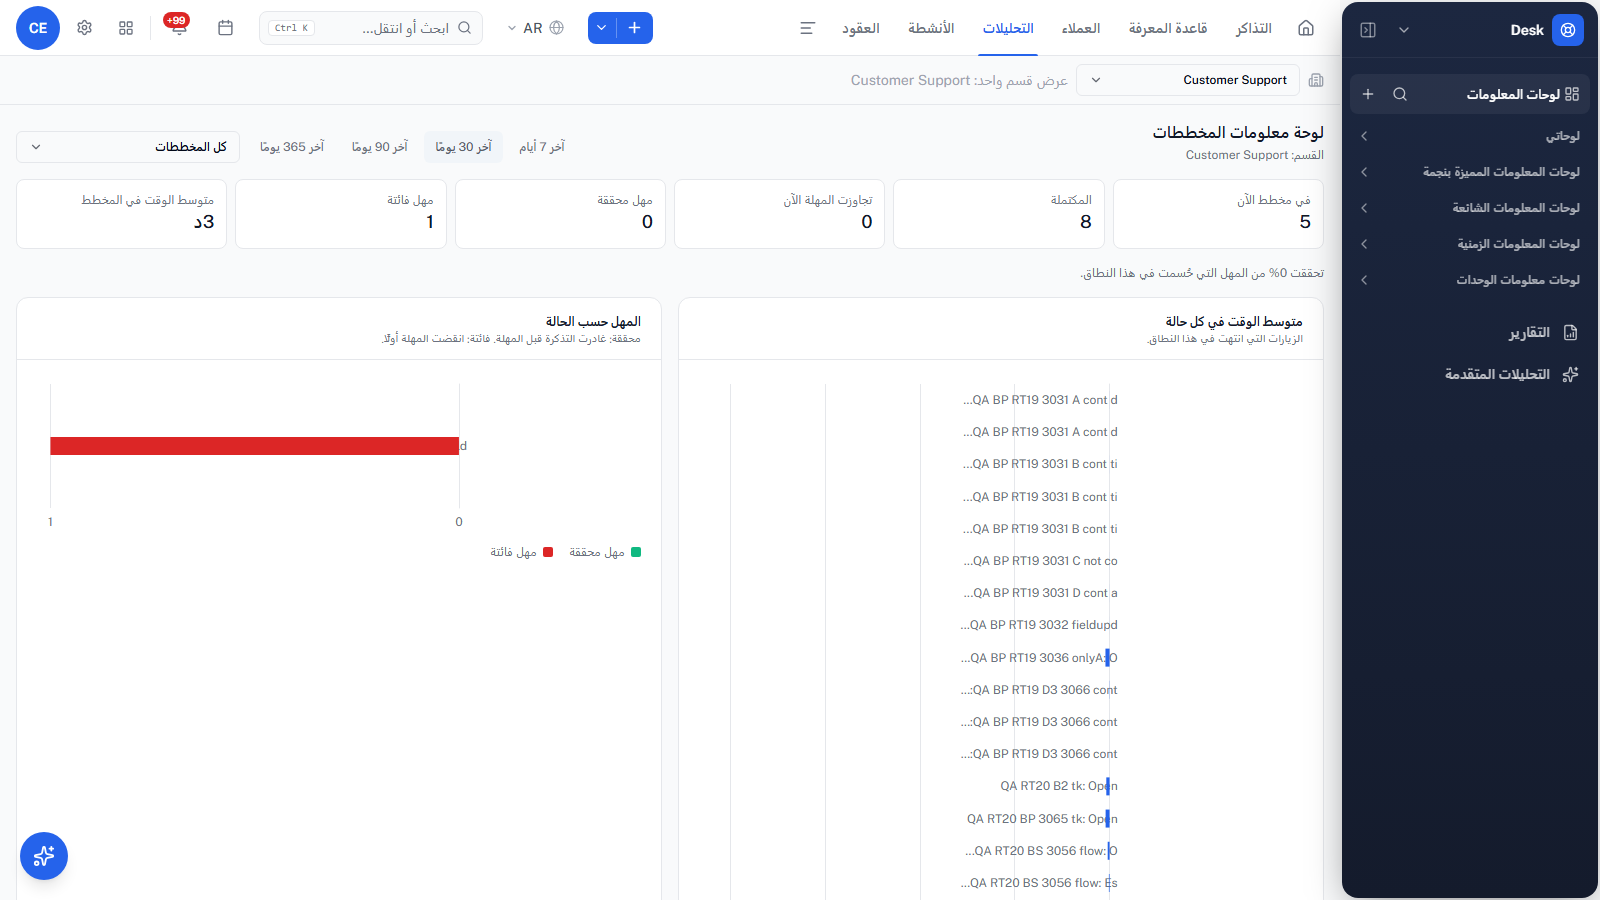 Desk
لوحات المعلومات
لوحاتي
لوحات المعلومات المميزة بنجمة
لوحات المعلومات الشائعة
لوحات المعلومات الزمنية
لوحات معلومات الوحدات
التقارير
التحليلات المتقدمة
التذاكر
قاعدة المعرفة
العملاء
التحليلات
الأنشطة
العقود
AR
ابحث أو انتقل...
Ctrl K
+99
CE
Customer Support
عرض قسم واحد: Customer Support
لوحة معلومات المخططات
القسم: Customer Support
آخر 7 أيام
آخر 30 يومًا
آخر 90 يومًا
آخر 365 يومًا
كل المخططات
في مخطط الآن
5
المكتملة
8
تجاوزت المهلة الآن
0
مهل محققة
0
مهل فائتة
1
متوسط الوقت في المخطط
3د
تحققت 0% من المهل التي حُسمت في هذا النطاق.
متوسط الوقت في كل حالة
الزيارات التي انتهت في هذا النطاق.
QA BP RT19 3031 A cont d...
QA BP RT19 3031 A cont d...
QA BP RT19 3031 B cont ti...
QA BP RT19 3031 B cont ti...
QA BP RT19 3031 B cont ti...
QA BP RT19 3031 C not co...
QA BP RT19 3031 D cont a...
QA BP RT19 3032 fieldupd...
QA BP RT19 3036 onlyA: O...
QA BP RT19 D3 3066 cont:...
QA BP RT19 D3 3066 cont:...
QA BP RT19 D3 3066 cont:...
QA RT20 B2 tk: Open
QA RT20 BP 3065 tk: Open
QA RT20 BS 3056 flow: O...
QA RT20 BS 3056 flow: Es...
المهل حسب الحالة
محققة: غادرت التذكرة قبل المهلة. فائتة: انقضت المهلة أولًا.
d
0
1
مهل محققة
مهل فائتة